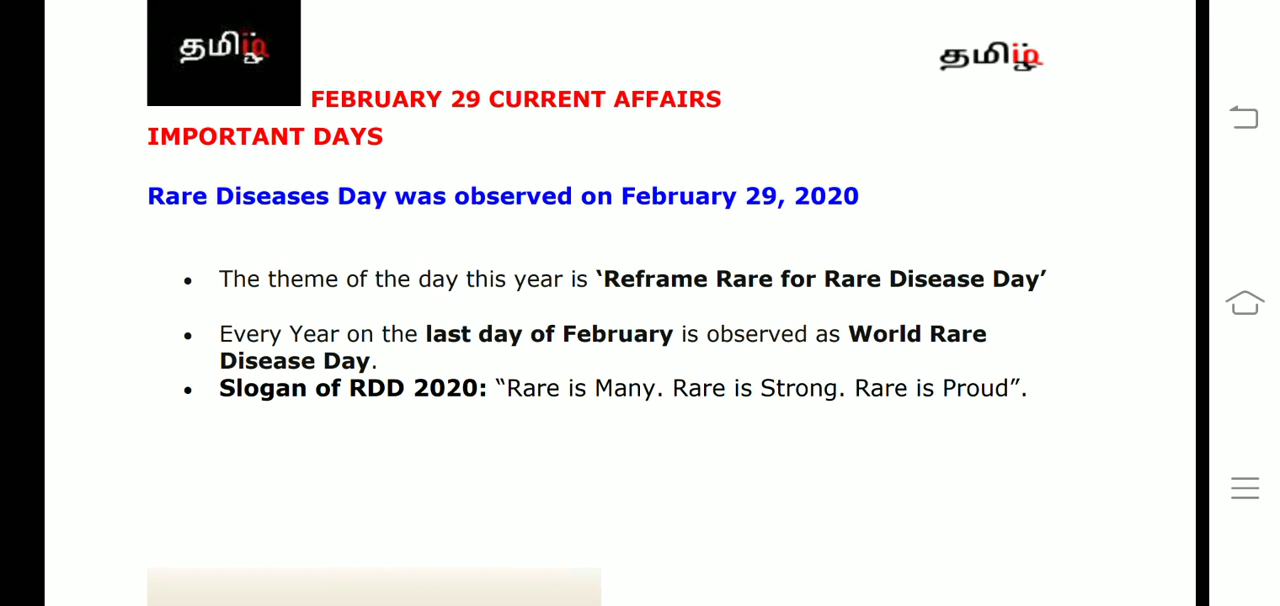 தமிழ்
தமிழ்
FEBRUARY 29 CURRENT AFFAIRS
IMPORTANT DAYS
Rare Diseases Day was observed on February 29, 2020
• The theme of the day this year is ‘Reframe Rare for Rare Disease Day’
• Every Year on the last day of February is observed as World Rare
Disease Day.
• Slogan of RDD 2020: “Rare is Many. Rare is Strong. Rare is Proud”.